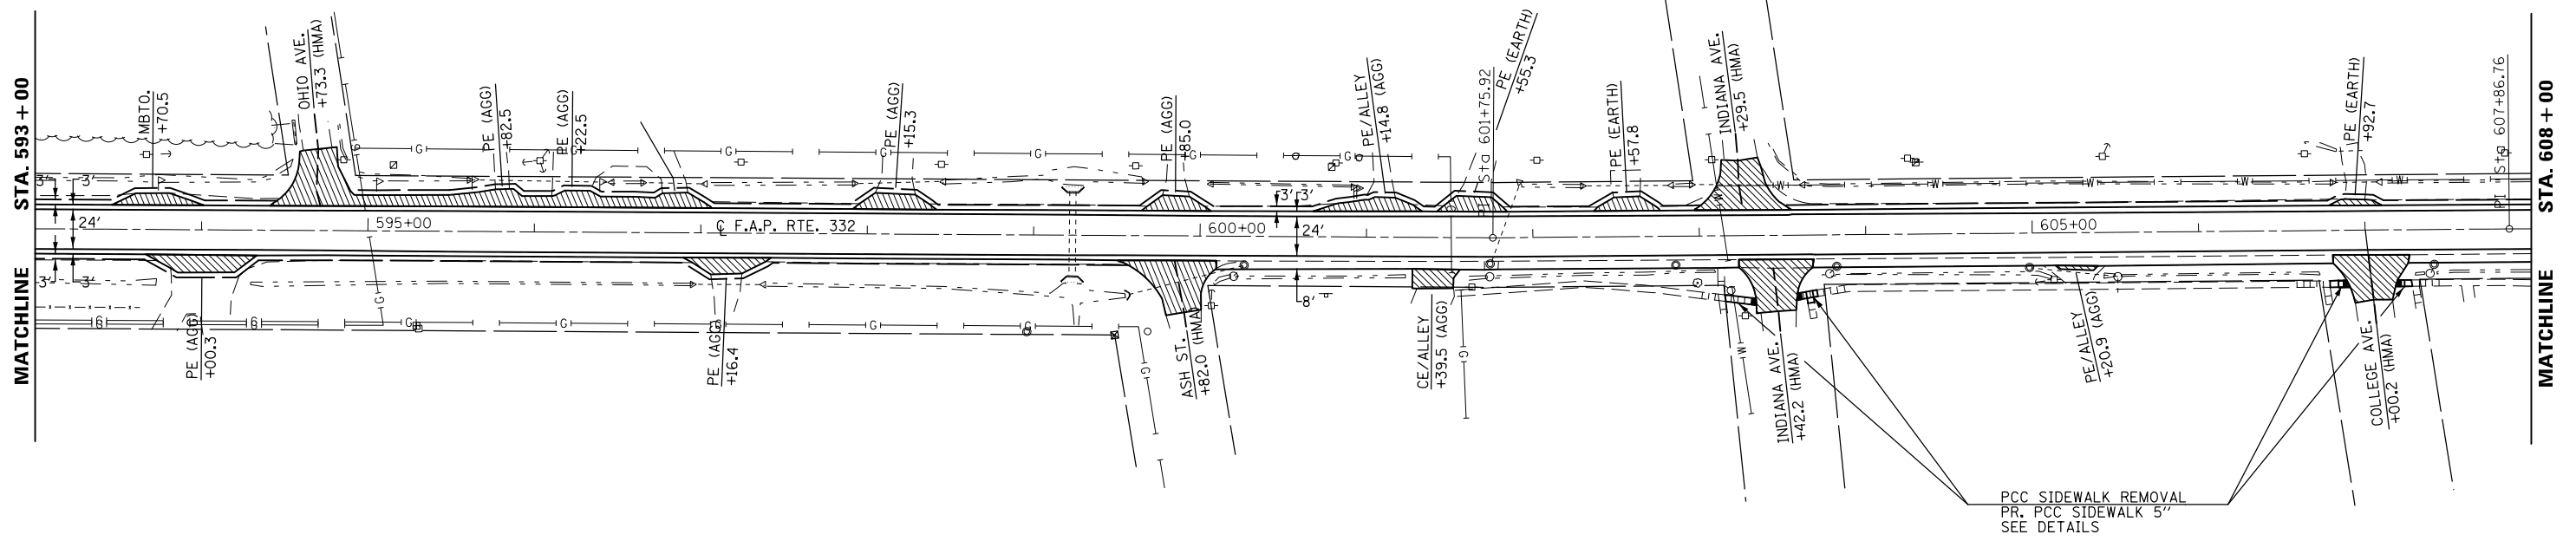 MATCHLINE STA. 593 + 00
MBTO.
+70.5
OHIO AVE.
+73.3 (HMA)
PE (AGG)
+82.5
PE (AGG)
+22.5
PE (AGG)
+15.3
PE (AGG)
+85.0
PE/ALLEY
+14.8 (AGG)
PI Sta 601+75.92
PE (EARTH)
+55.3
PE (EARTH)
+57.8
INDIANA AVE.
+29.5 (HMA)
PE (EARTH)
+92.7
PI Sta 607+86.76
MATCHLINE STA. 608 + 00
G G G G G G G
W W W W
3' 3'
3' 3'
24'
595+00
℄ F.A.P. RTE. 332
600+00
24'
605+00
3' 3'
8'
G G G G G G G
PE (AGG)
+00.3
PE (AGG)
+16.4
ASH ST.
+82.0 (HMA)
CE/ALLEY
+39.5 (AGG)
INDIANA AVE.
+42.2 (HMA)
PE/ALLEY
+20.9 (AGG)
COLLEGE AVE.
+00.2 (HMA)
PCC SIDEWALK REMOVAL
PR. PCC SIDEWALK 5"
SEE DETAILS